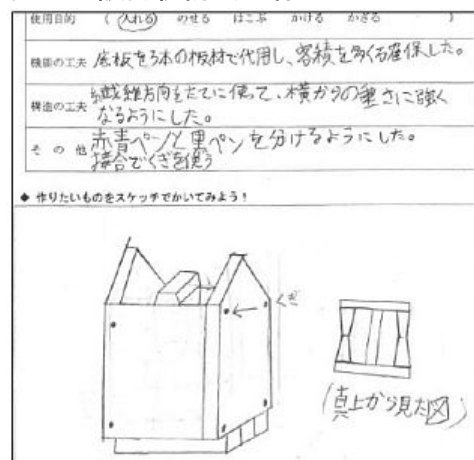 使用目的 ( 入れる のせる はこぶ かける かざる )
機能の工夫 底板を3本の板材で代用し、容積を多く確保した。
構造の工夫 繊維方向をたてに使って、横からの重さに強く
なるようにした。
その他 赤青ペンと黒ペンを分けるようにした。
接合でくぎを使う
◆ 作りたいものをスケッチでかいてみよう!
くぎ
(真上から見た図)